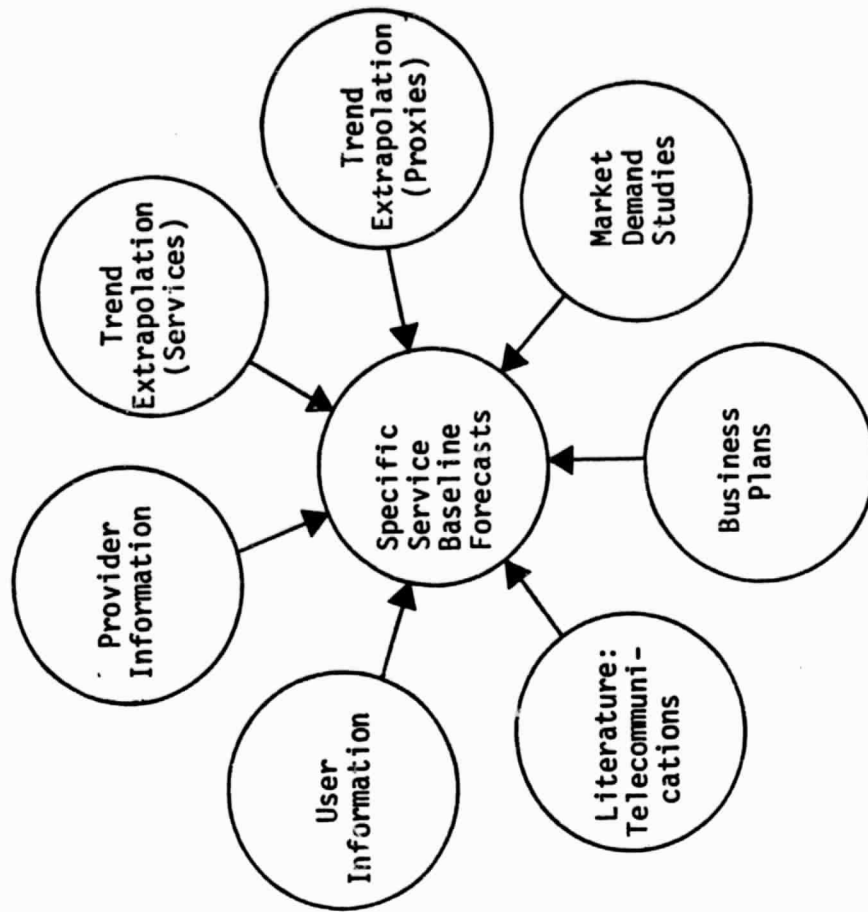 Trend
Extrapolation
(Proxies)
Trend
Extrapolation
(Services)
Market
Demand
Studies
Provider
Information
Specific
Service
Baseline
Forecasts
Business
Plans
User
Information
Literature:
Telecommuni-
cations